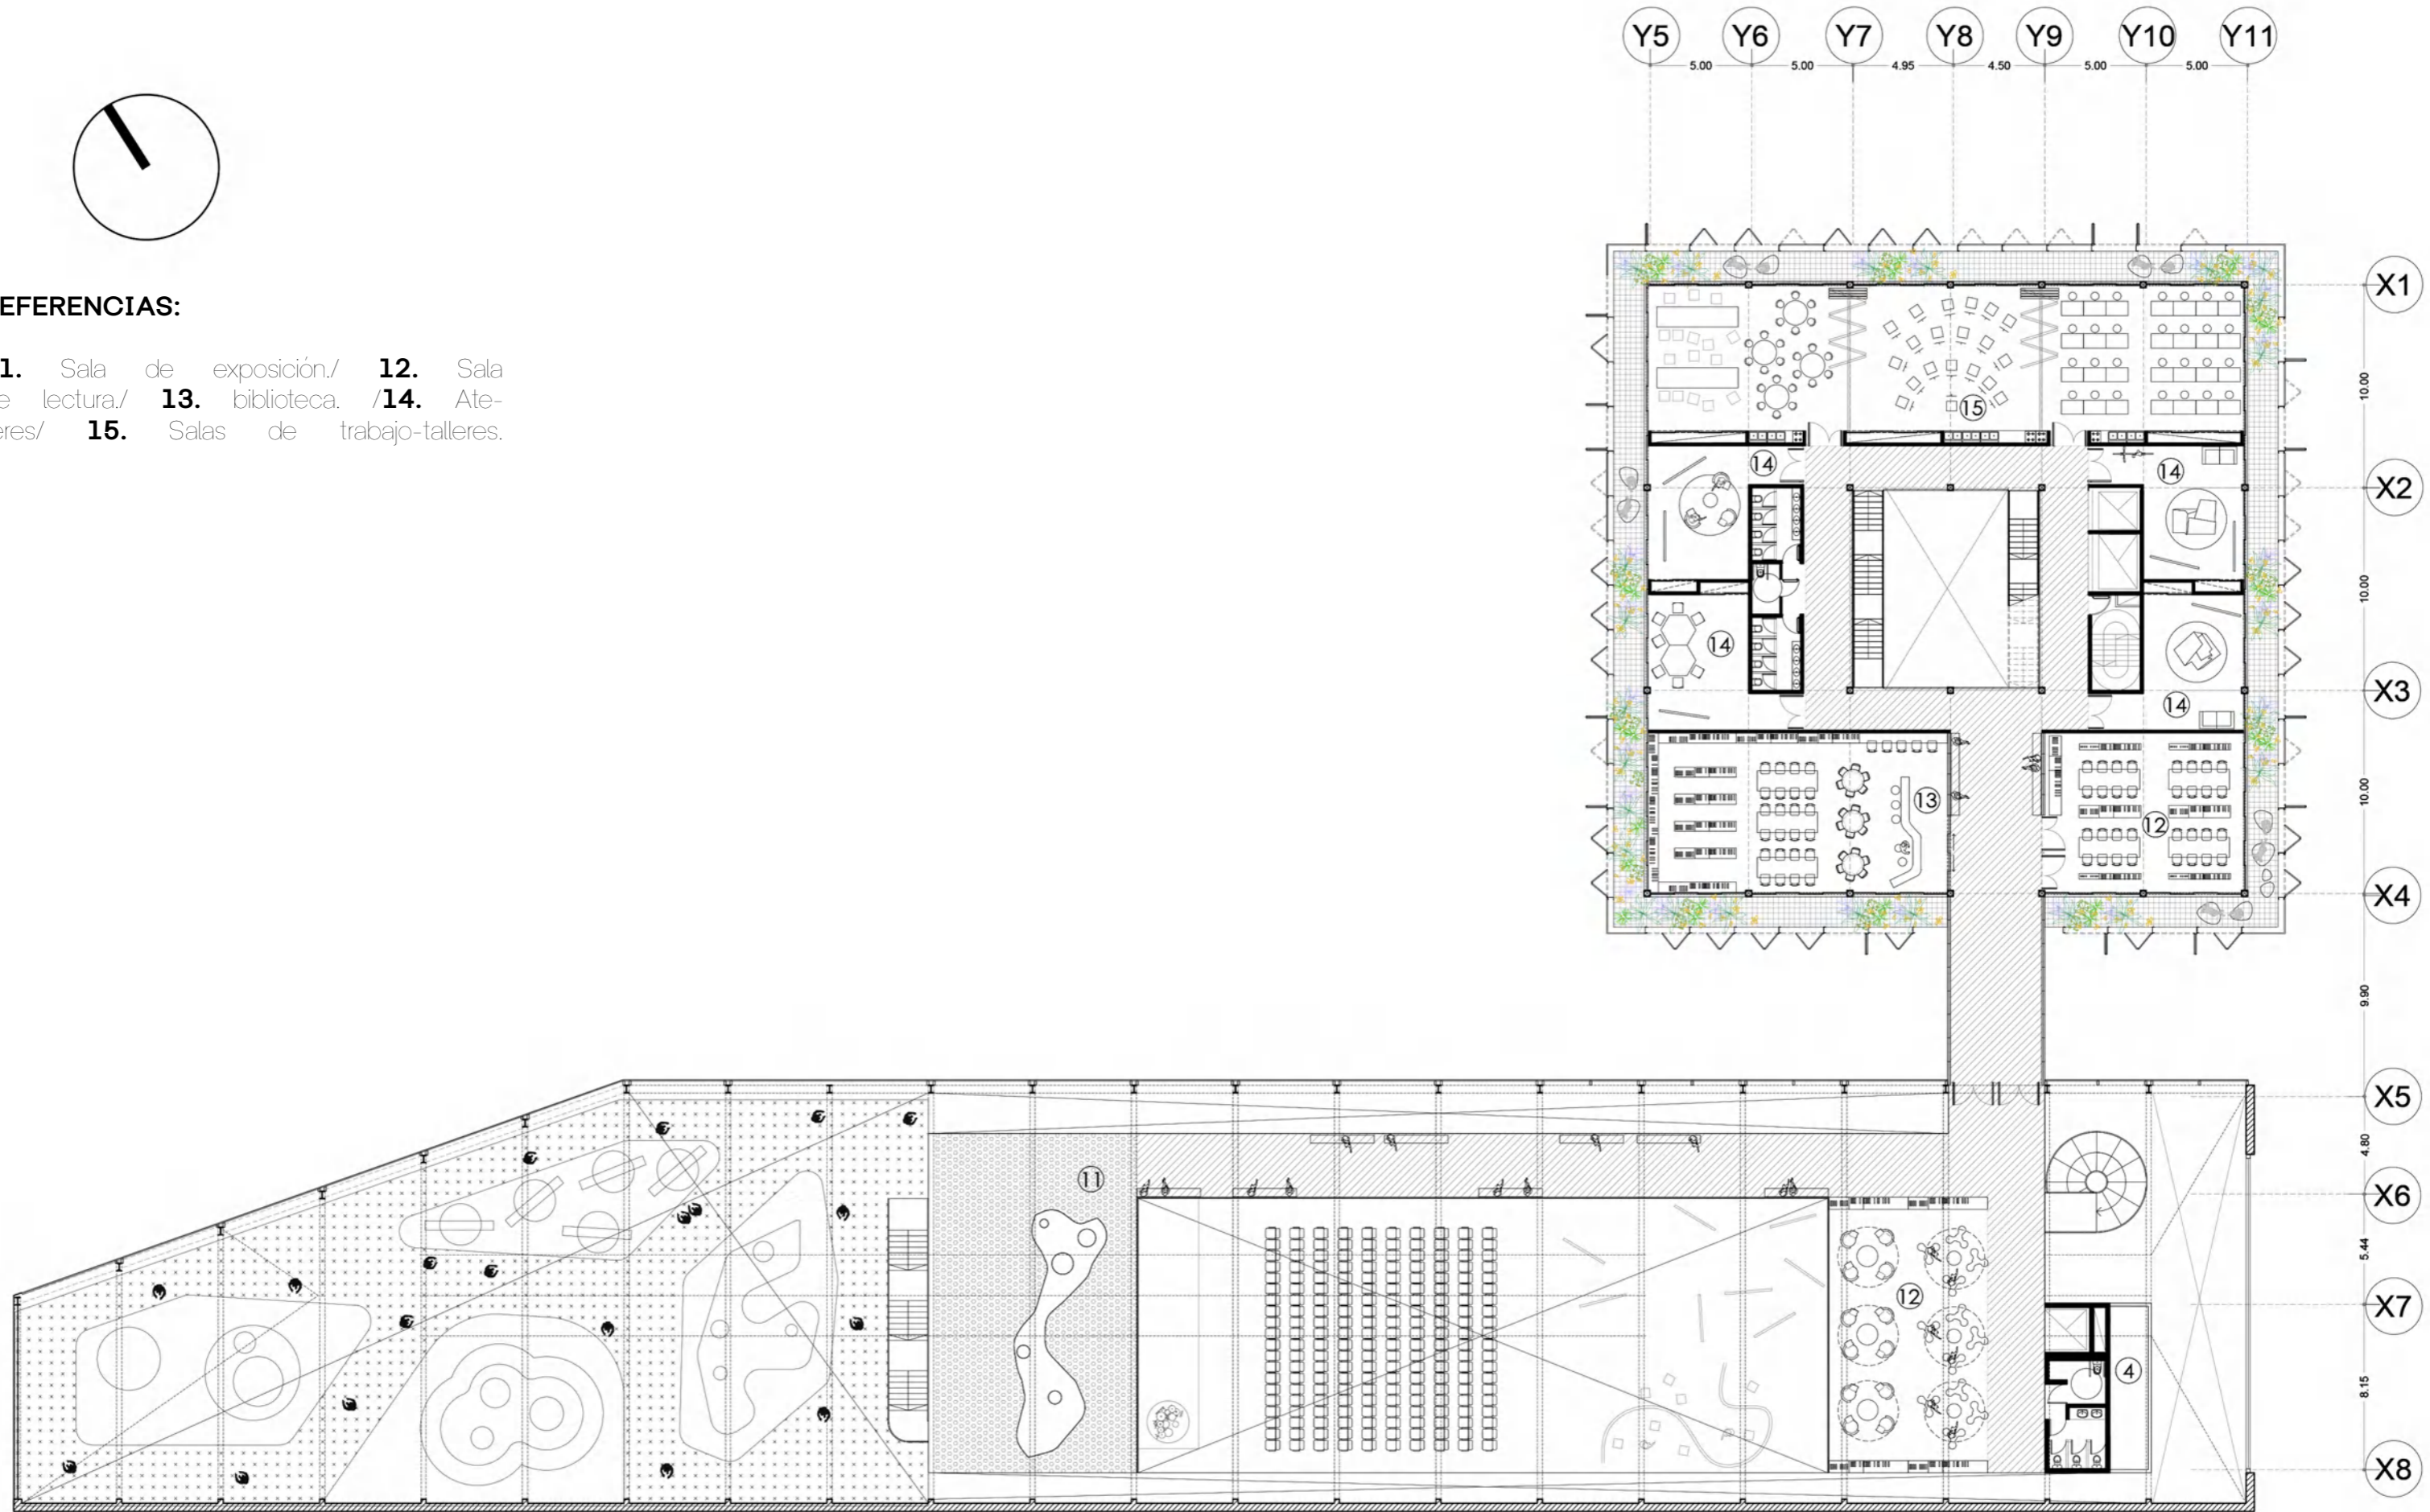 Y5 Y6 Y7 Y8 Y9 Y10 Y11
5.00 5.00 4.95 4.50 5.00 5.00
EFERENCIAS:
1. Sala de exposición./ 12. Sala
e lectura./ 13. biblioteca. /14. Ate-
eres/ 15. Salas de trabajo-talleres.
X1
10.00
15
14 14
X2
10.00
14
X3
14
10.00
13
12
X4
9.90
X5
4.80
11
X6
5.44
12
X7
4
8.15
X8